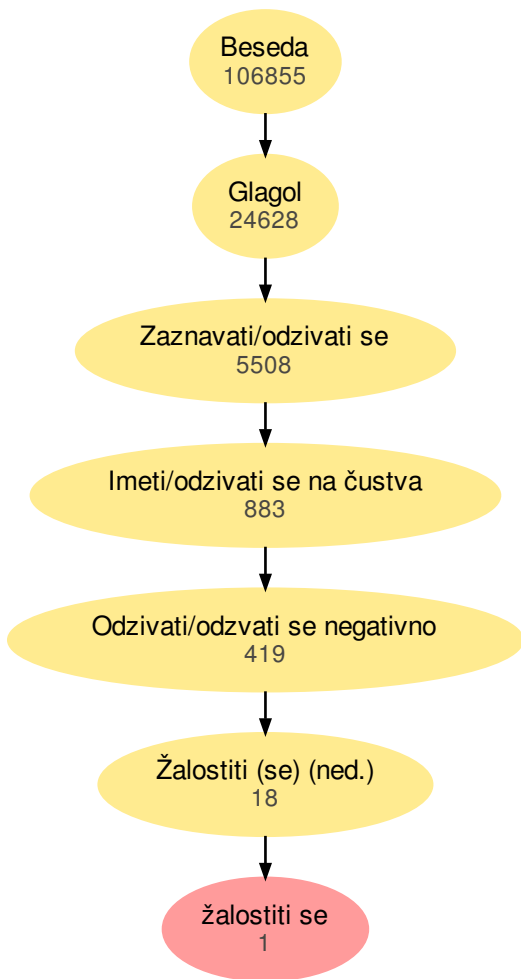 Beseda
106855
Glagol
24628
Zaznavati/odzivati se
5508
Imeti/odzivati se na čustva
883
Odzivati/odzvati se negativno
419
Žalostiti (se) (ned.)
18
žalostiti se
1